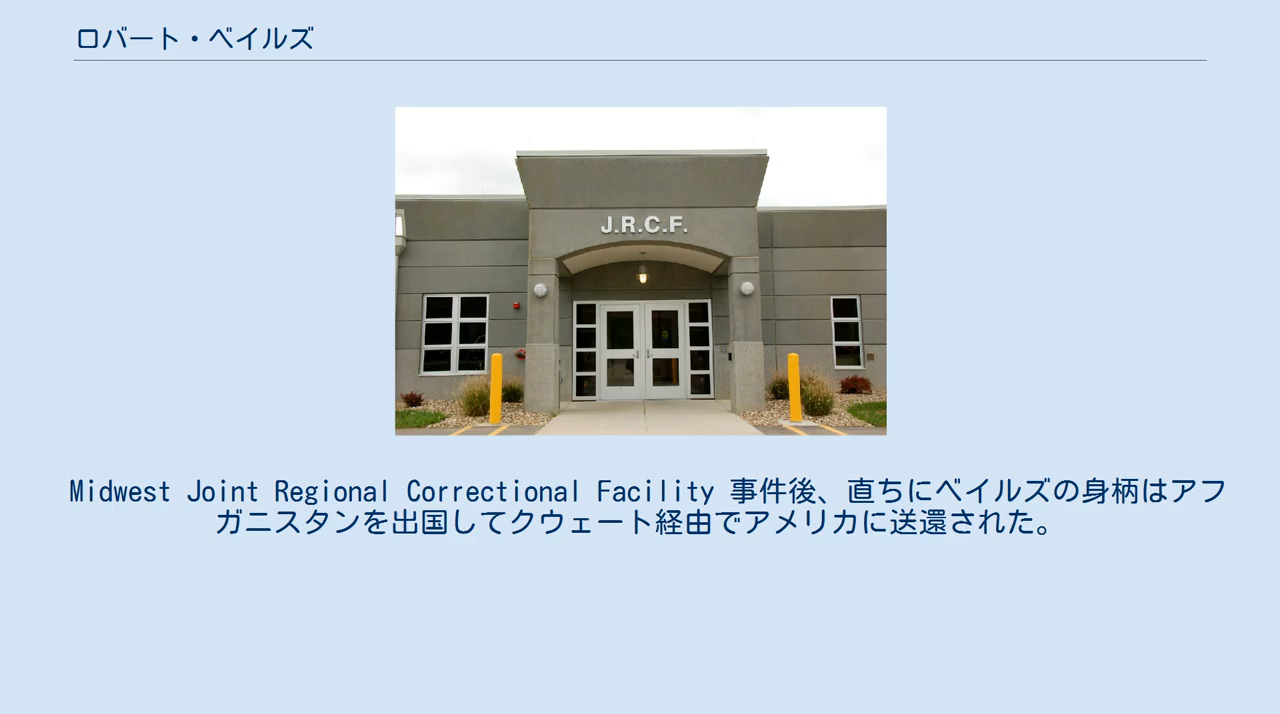 ロバート・ベイルズ
J.R.C.F.
Midwest Joint Regional Correctional Facility 事件後、直ちにベイルズの身柄はアフ
ガニスタンを出国してクウェート経由でアメリカに送還された。